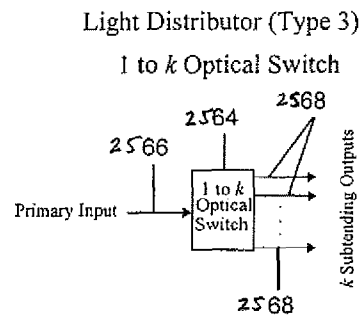 Light Distributor (Type 3)
1 to k Optical Switch
2568
2564
2566
1 to k
Optical
Switch
Primary Input
k Subtending Outputs
2568